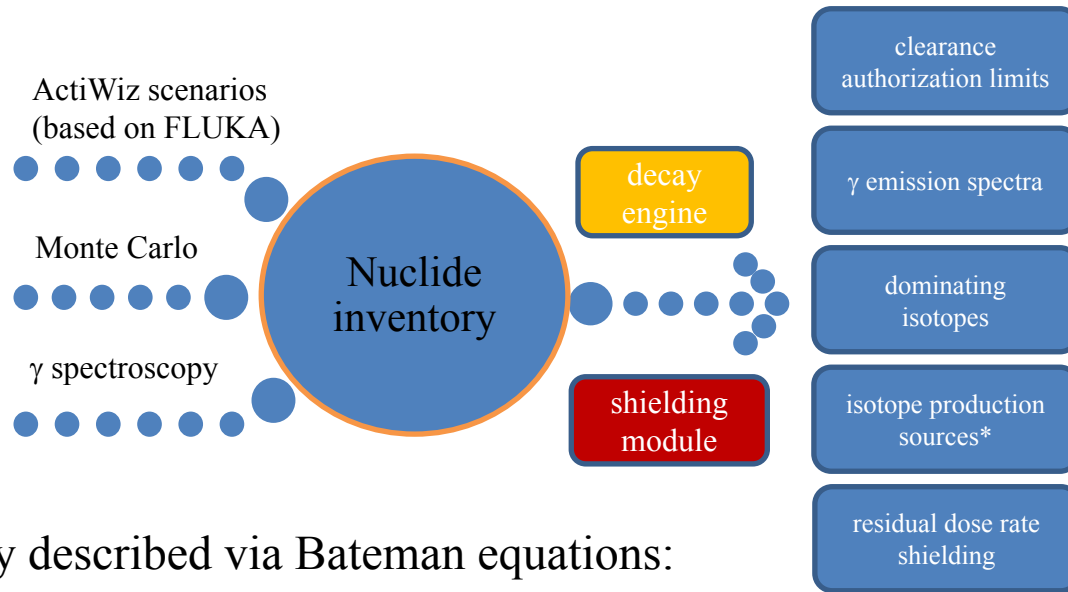 ActiWiz scenarios
(based on FLUKA)
Monte Carlo
γ spectroscopy
Nuclide
inventory
decay
engine
shielding
module
clearance
authorization limits
γ emission spectra
dominating
isotopes
isotope production
sources*
residual dose rate
shielding
y described via Bateman equations: